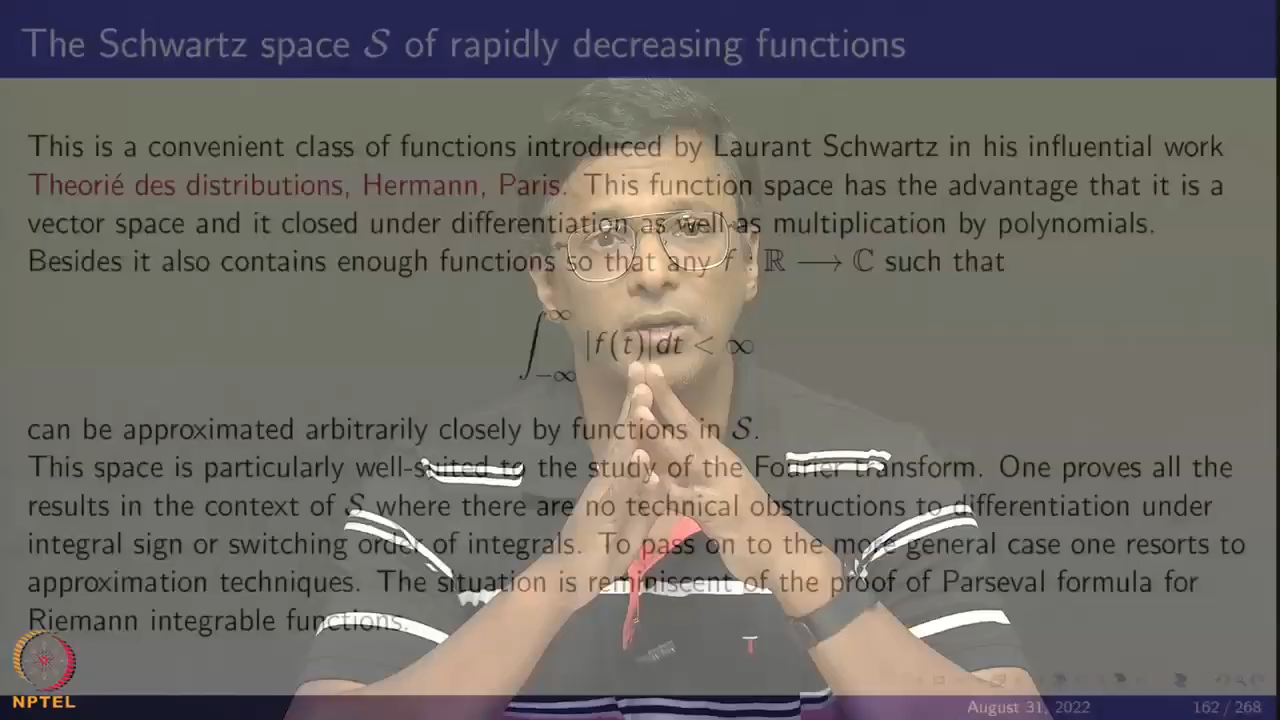 The Schwartz space S of rapidly decreasing functions
This is a convenient class of functions introduced by Laurant Schwartz in his influential work
Theorié des distributions, Hermann, Paris. This function space has the advantage that it is a
vector space and it closed under differentiation as well as multiplication by polynomials.
Besides it also contains enough functions so that any f : ℝ ⟶ ℂ such that
∫_{-∞}^{∞} |f(t)|dt < ∞
can be approximated arbitrarily closely by functions in S.
This space is particularly well-suited to the study of the Fourier transform. One proves all the
results in the context of S where there are no technical obstructions to differentiation under
integral sign or switching order of integrals. To pass on to the more general case one resorts to
approximation techniques. The situation is reminiscent of the proof of Parseval formula for
Riemann integrable functions.
NPTEL
August 31, 2022 162 / 268